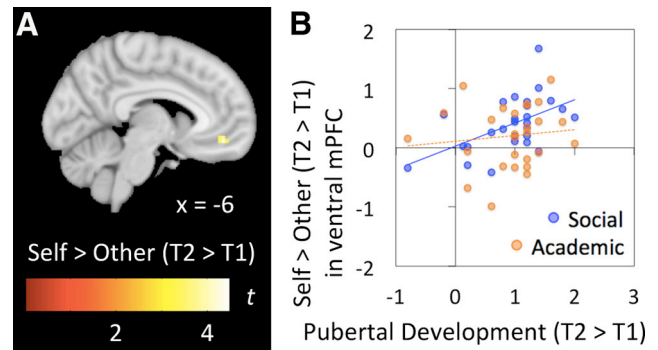 A
x = -6
Self > Other (T2 > T1)
t
2
4
B
Self > Other (T2 > T1)
in ventral mPFC
2
1
0
-1
-2
Social
Academic
-1
0
1
2
3
Pubertal Development (T2 > T1)